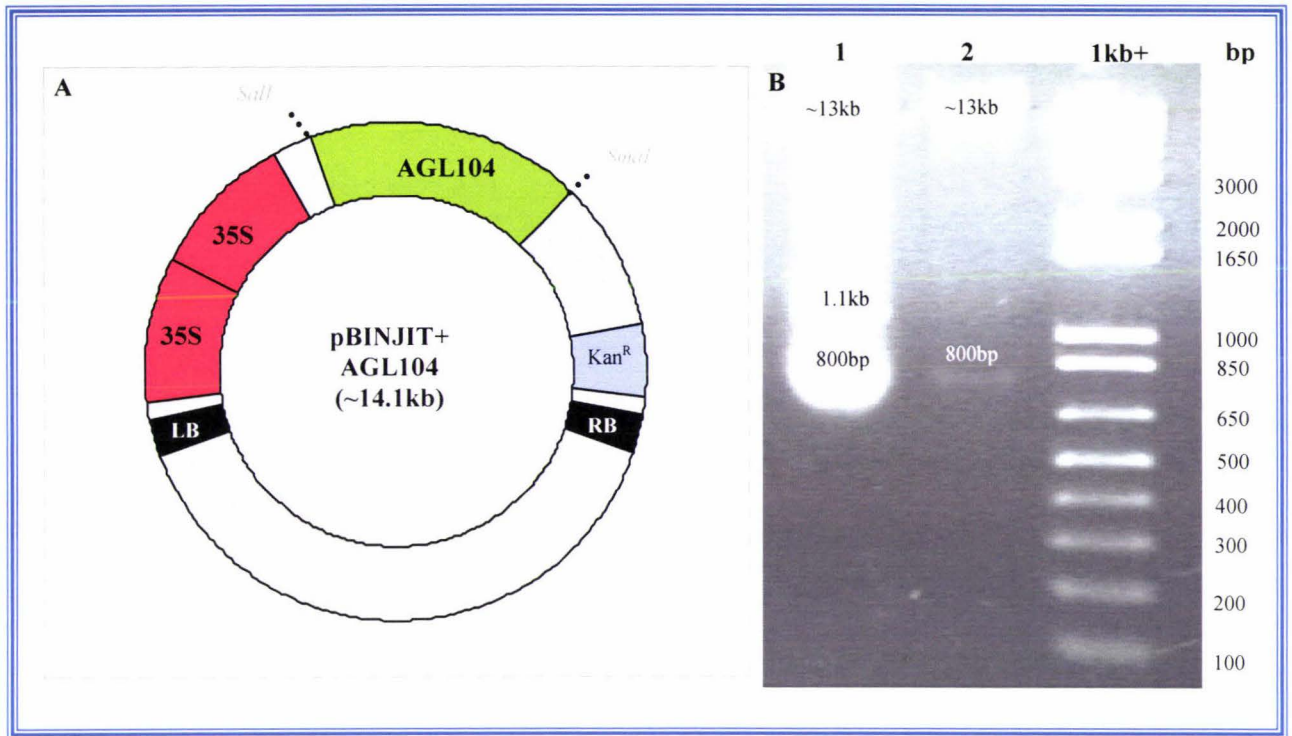 A
SalI
AGL104
SmaI
35S
35S
pBINJIT+
AGL104
(~14.1kb)
Kan^R
LB
RB
B
1 2 1kb+ bp
~13kb ~13kb
1.1kb
800bp 800bp
3000
2000
1650
1000
850
650
500
400
300
200
100